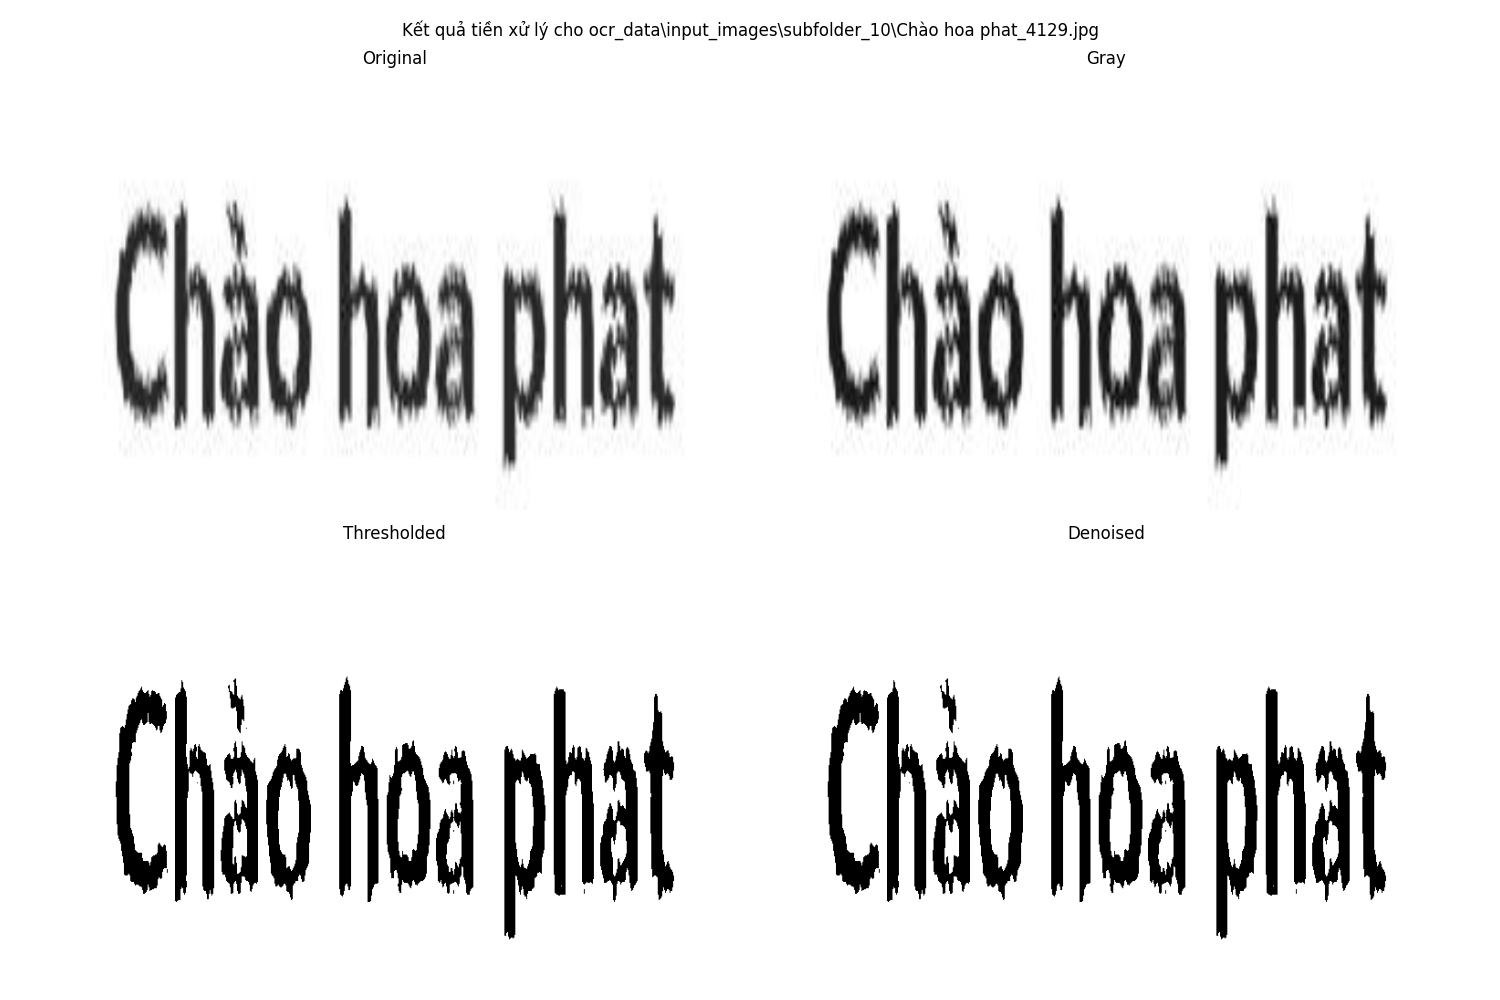 Kết quả tiền xử lý cho ocr_data\input_images\subfolder_10\Chào hoa phat_4129.jpg
Original
Gray
Chào hoa phat
Chào hoa phat
Thresholded
Denoised
Chào hoa phat
Chào hoa phat